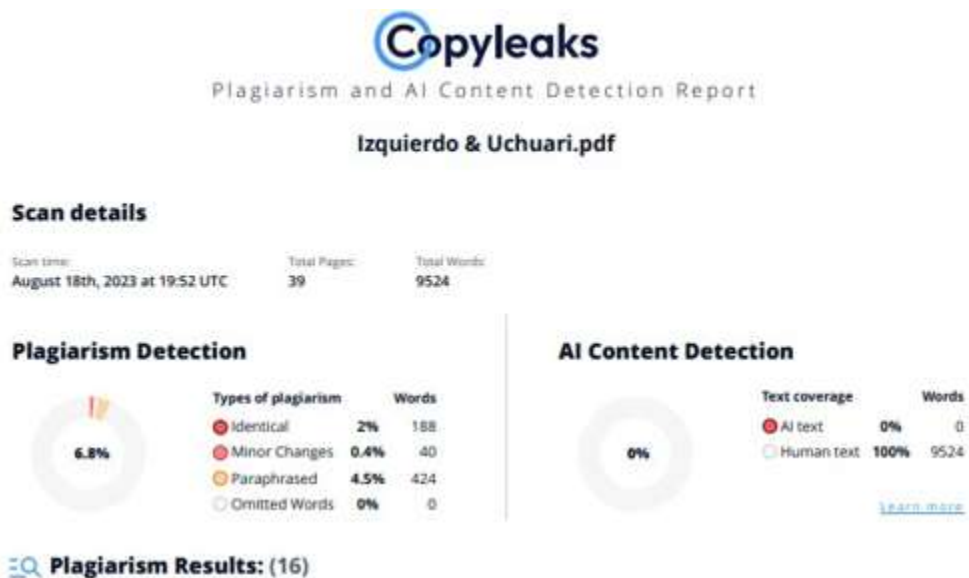 Copyleaks
Plagiarism and AI Content Detection Report
Izquierdo & Uchuari.pdf
Scan details
Scan time: Total Pages: Total Words:
August 18th, 2023 at 19:52 UTC 39 9524
Plagiarism Detection
6.8%
Types of plagiarism Words
Identical 2% 188
Minor Changes 0.4% 40
Paraphrased 4.5% 424
Omitted Words 0% 0
AI Content Detection
0%
Text coverage Words
AI text 0% 0
Human text 100% 9524
Learn more
Plagiarism Results: (16)